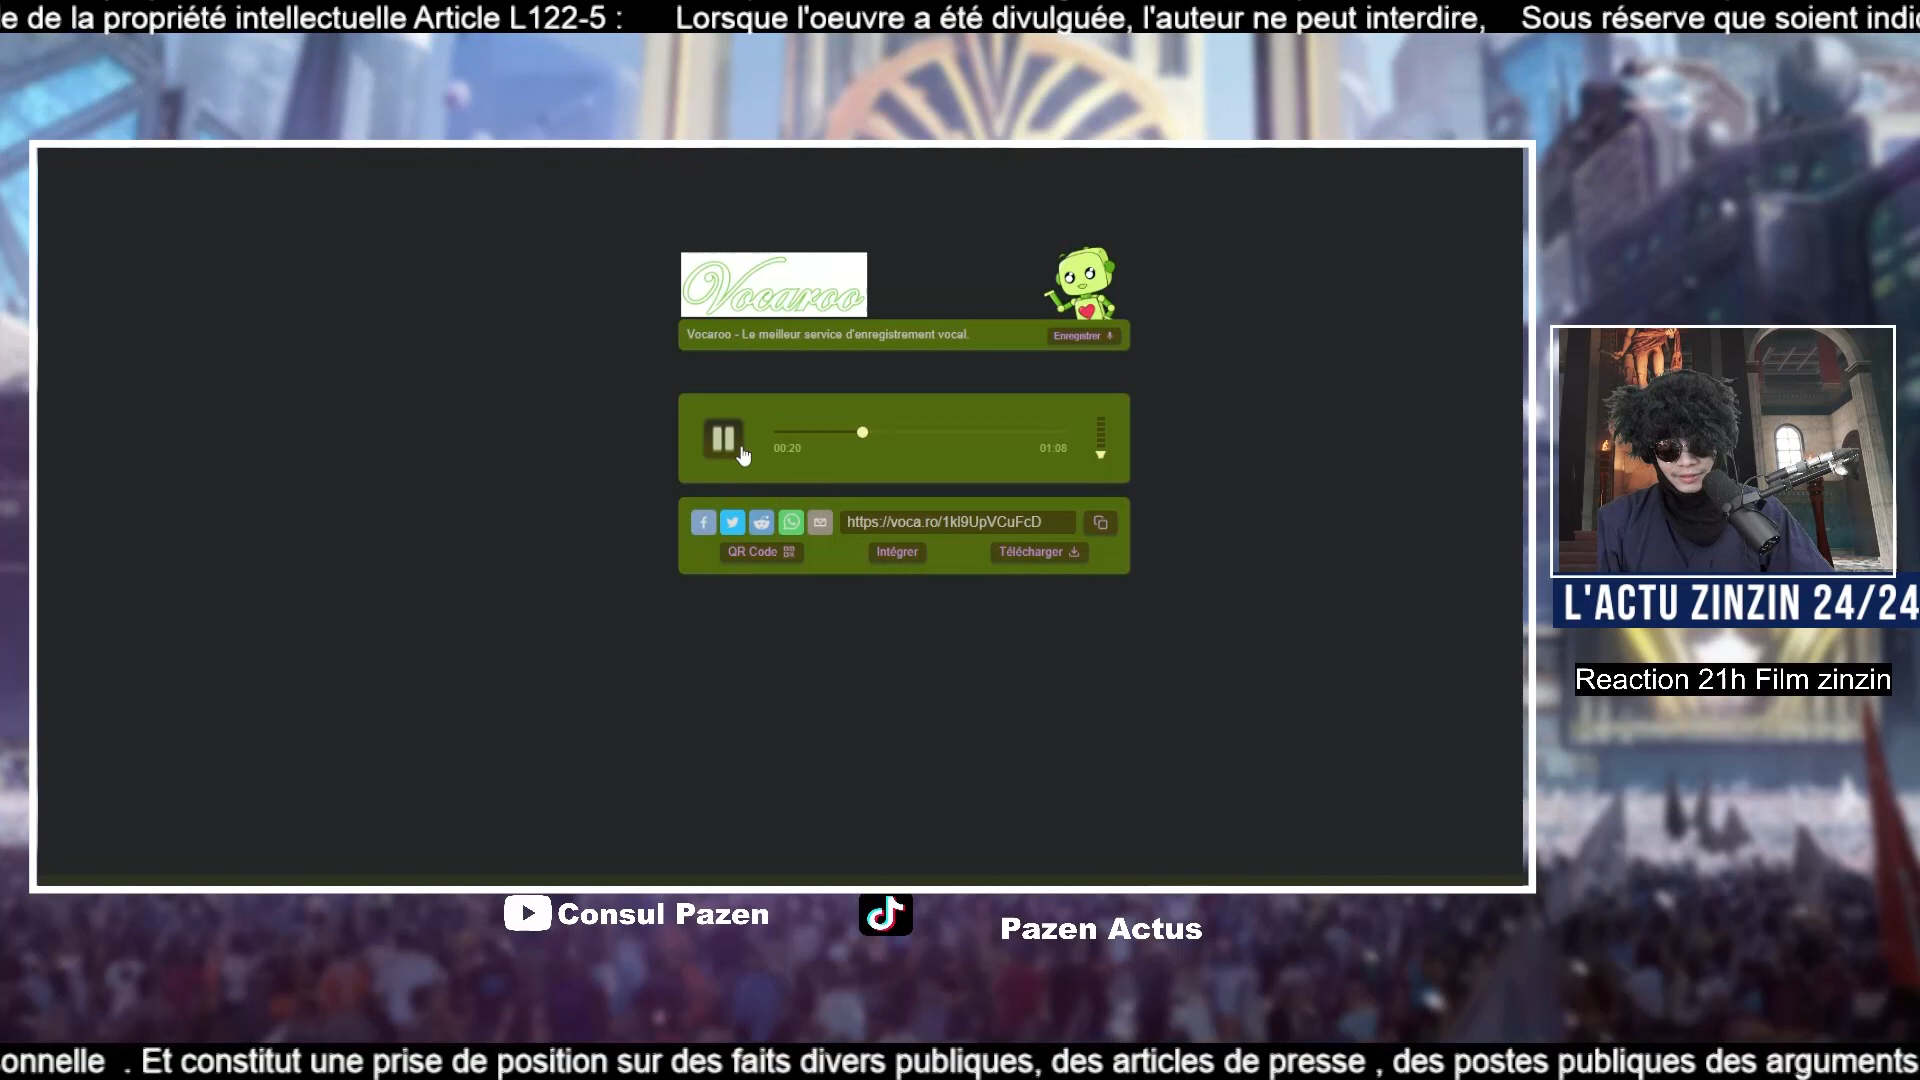 e de la propriété intellectuelle Article L122-5 : Lorsque l'oeuvre a été divulguée, l'auteur ne peut interdire, Sous réserve que soient indi
Vocaroo
Vocaroo - Le meilleur service d'enregistrement vocal.
Enregistrer
00:20
01:08
https://voca.ro/1kl9UpVCuFcD
QR Code
Intégrer
Télécharger
L'ACTU ZINZIN 24/24
Reaction 21h Film zinzin
Consul Pazen
Pazen Actus
onnelle . Et constitut une prise de position sur des faits divers publiques, des articles de presse , des postes publiques des arguments